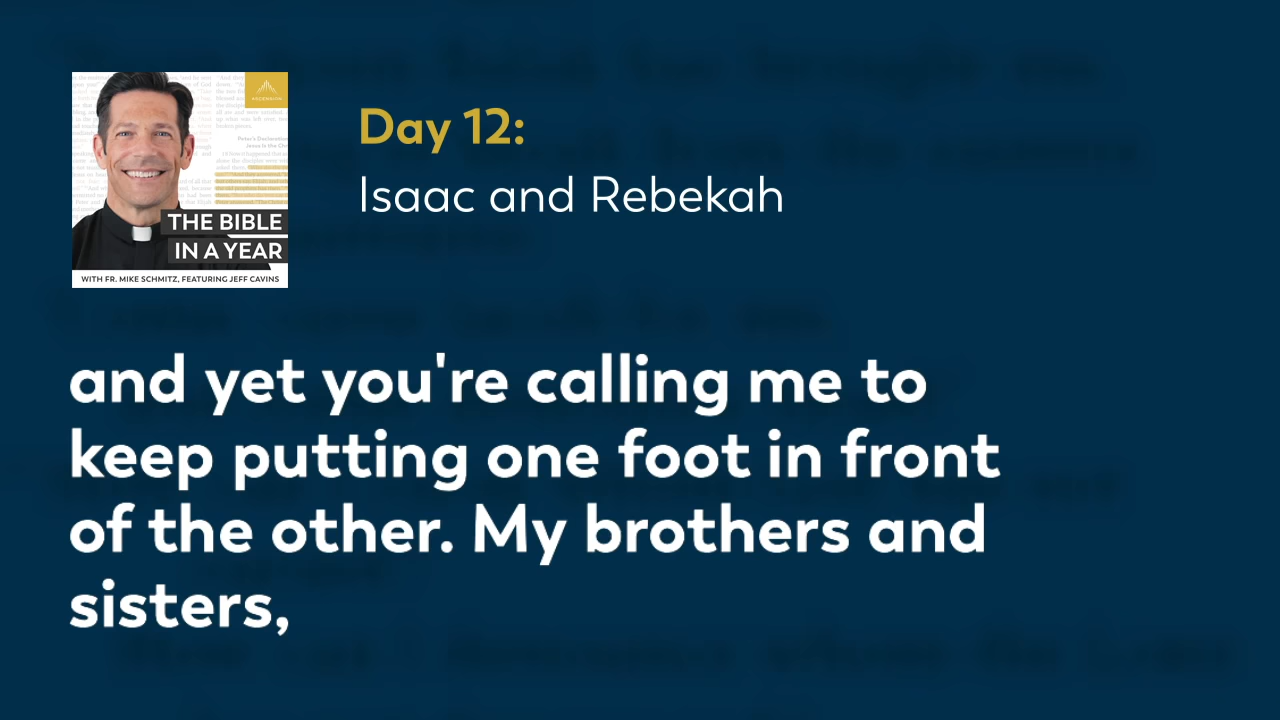 ASCENSION
THE BIBLE
IN A YEAR
WITH FR. MIKE SCHMITZ, FEATURING JEFF CAVINS
Day 12:
Isaac and Rebekah
and yet you're calling me to
keep putting one foot in front
of the other. My brothers and
sisters,